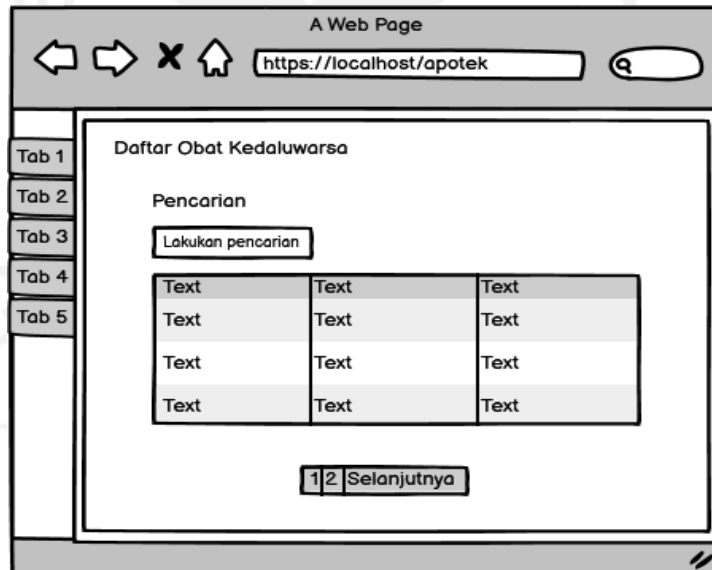 A Web Page
https://localhost/apotek
Tab 1
Tab 2
Tab 3
Tab 4
Tab 5
Daftar Obat Kedaluwarsa
Pencarian
Lakukan pencarian
Text Text Text
Text Text Text
Text Text Text
Text Text Text
1 2 Selanjutnya